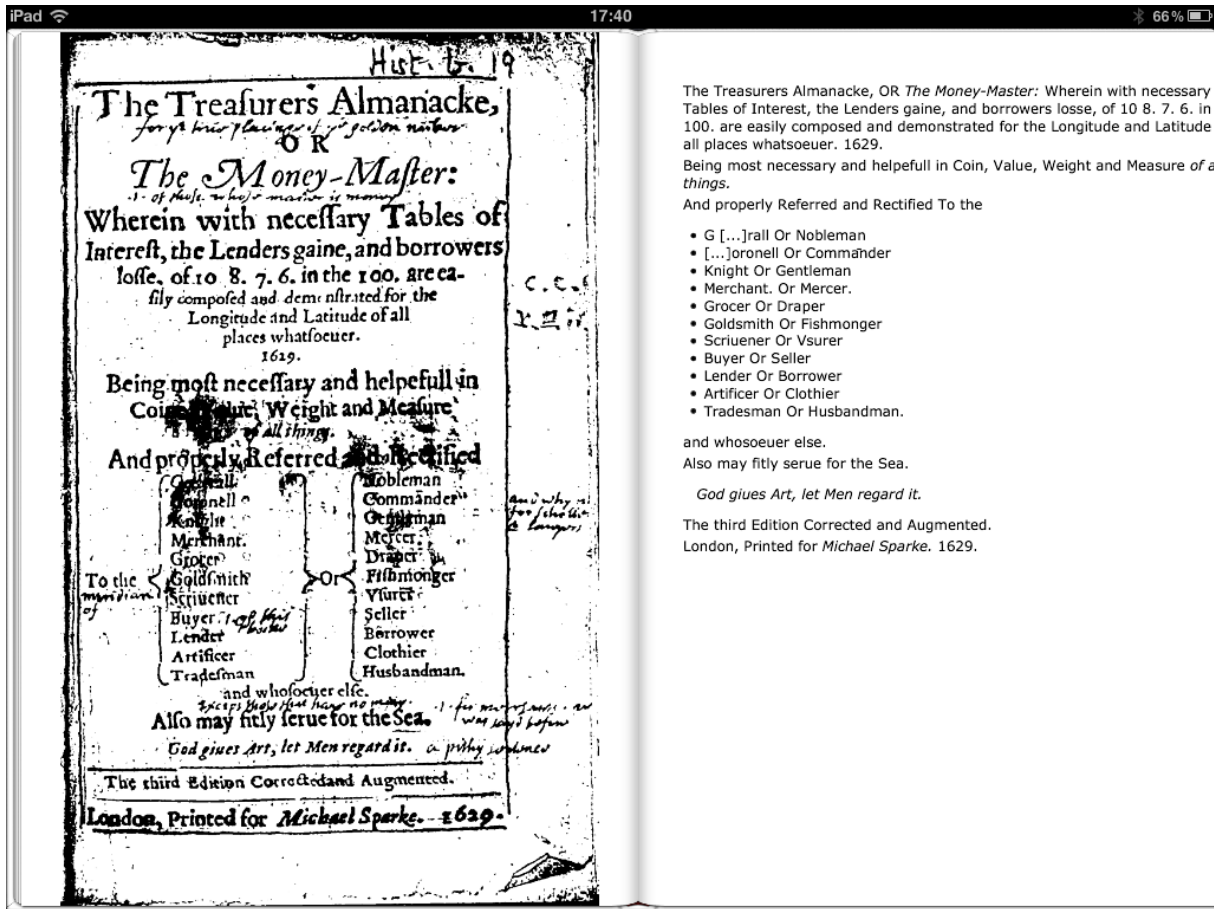 iPad 17:40 66%
Hist. b. 19
The Treaſurers Almanacke,
OR
The Money-Maſter:
Wherein with neceſſary Tables of
Intereſt, the Lenders gaine, and borrowers
loſſe, of 10 8. 7. 6. in the 100. are ea-
ſily compoſed and demonſtrated for the
Longitude and Latitude of all
places whatſoeuer.
1629.
Being moſt neceſſary and helpefull in
Weight and Meaſure
all things.
And properly Referred and Rectified
Nobleman
Coronell Commānder
Knight Gentleman
Merchant. Mercer.
Grocer Draper
To the Goldſmith Or Fiſhmonger
meridian Scriuener Vſurer
of Buyer Seller
Lender Borrower
Artificer Clothier
Tradeſman Husbandman.
and whoſoeuer elſe.
Alſo may fitly ſerue for the Sea.
God giues Art, let Men regard it.
The third Edition Corrected and Augmented.
London, Printed for Michael Sparke. 1629.
The Treasurers Almanacke, OR The Money-Master: Wherein with necessary
Tables of Interest, the Lenders gaine, and borrowers losse, of 10 8. 7. 6. in
100. are easily composed and demonstrated for the Longitude and Latitude
all places whatsoeuer. 1629.
Being most necessary and helpefull in Coin, Value, Weight and Measure of a
things.
And properly Referred and Rectified To the
• G [...]rall Or Nobleman
• [...]oronell Or Commānder
• Knight Or Gentleman
• Merchant. Or Mercer.
• Grocer Or Draper
• Goldsmith Or Fishmonger
• Scriuener Or Vsurer
• Buyer Or Seller
• Lender Or Borrower
• Artificer Or Clothier
• Tradesman Or Husbandman.
and whosoeuer else.
Also may fitly serue for the Sea.
God giues Art, let Men regard it.
The third Edition Corrected and Augmented.
London, Printed for Michael Sparke. 1629.